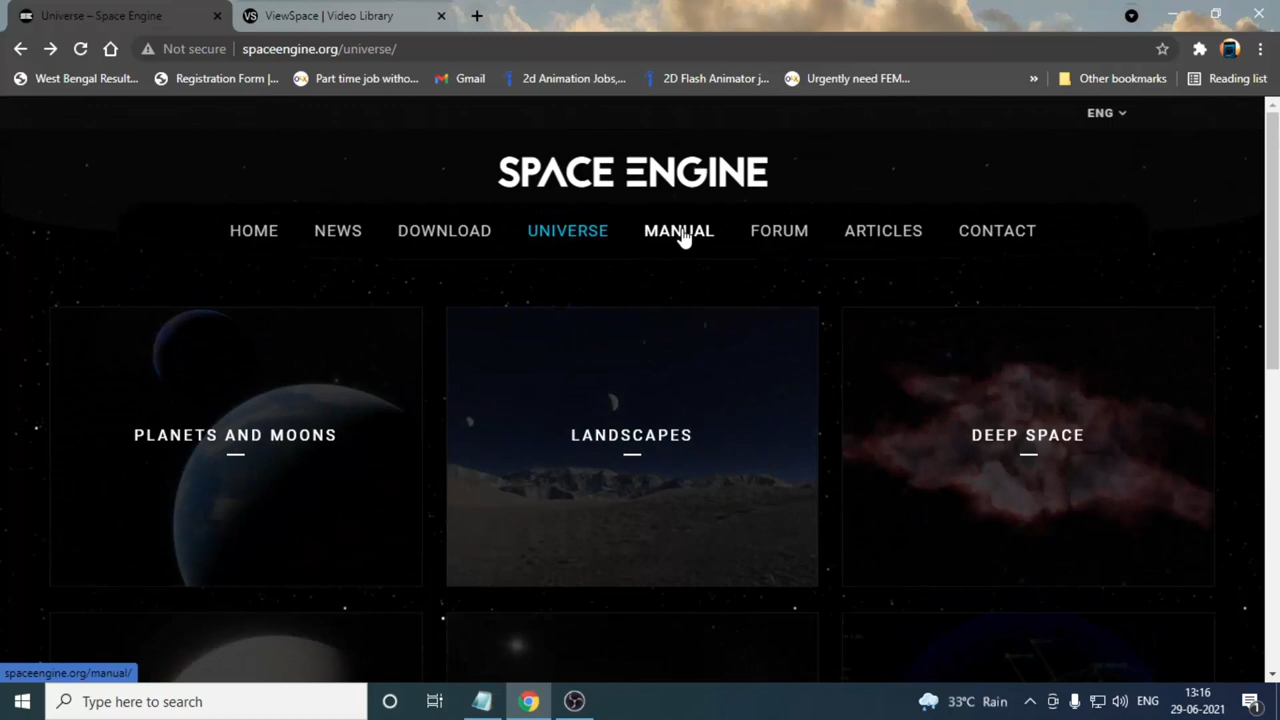 Universe – Space Engine
VS ViewSpace | Video Library
Not secure spaceengine.org/universe/
West Bengal Result... Registration Form |... Part time job witho... Gmail 2d Animation Jobs,... 2D Flash Animator j... Urgently need FEM... » Other bookmarks Reading list
ENG
SPACE ENGINE
HOME NEWS DOWNLOAD UNIVERSE MANUAL FORUM ARTICLES CONTACT
PLANETS AND MOONS LANDSCAPES DEEP SPACE
spaceengine.org/manual/
Type here to search
33°C Rain
ENG
13:16
29-06-2021
1